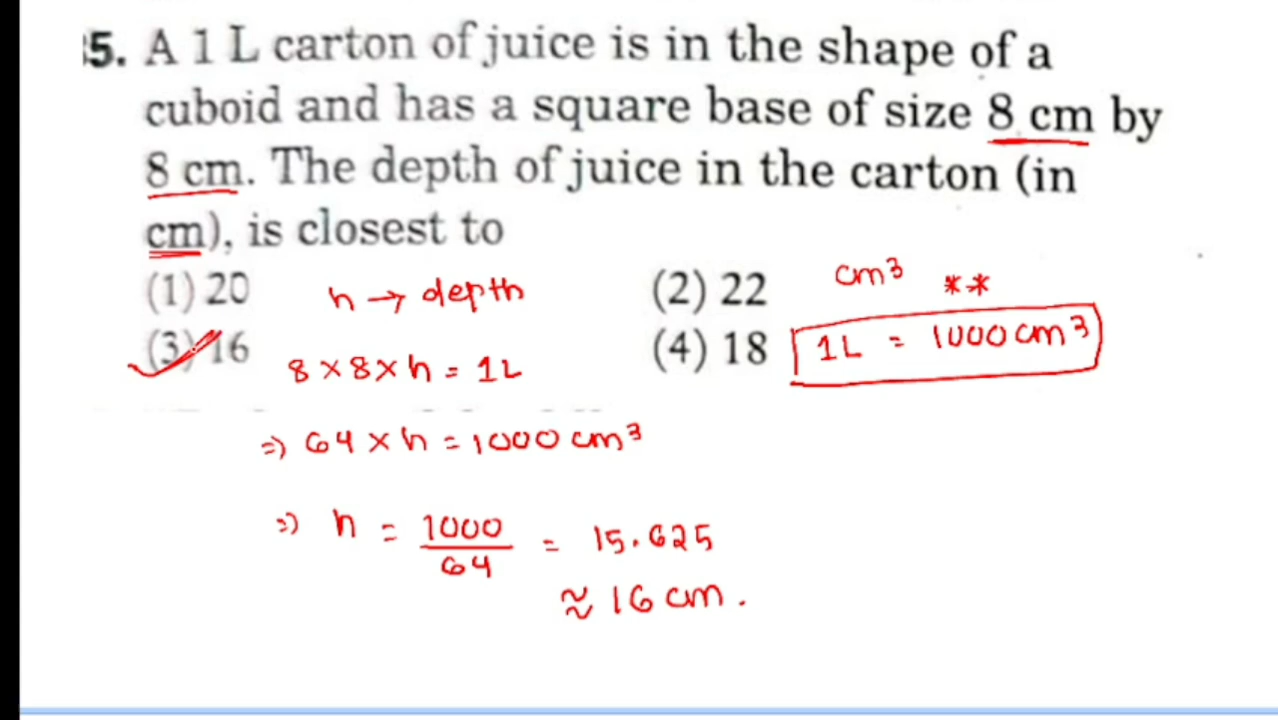 35. A 1 L carton of juice is in the shape of a
cuboid and has a square base of size 8 cm by
8 cm. The depth of juice in the carton (in
cm), is closest to
(1) 20
(2) 22
(3) 16
(4) 18
h → depth
cm³ **
1L = 1000 cm³
8 × 8 × h = 1L
⇒ 64 × h = 1000 cm³
⇒ h = 1000/64 = 15.625
≈ 16 cm.